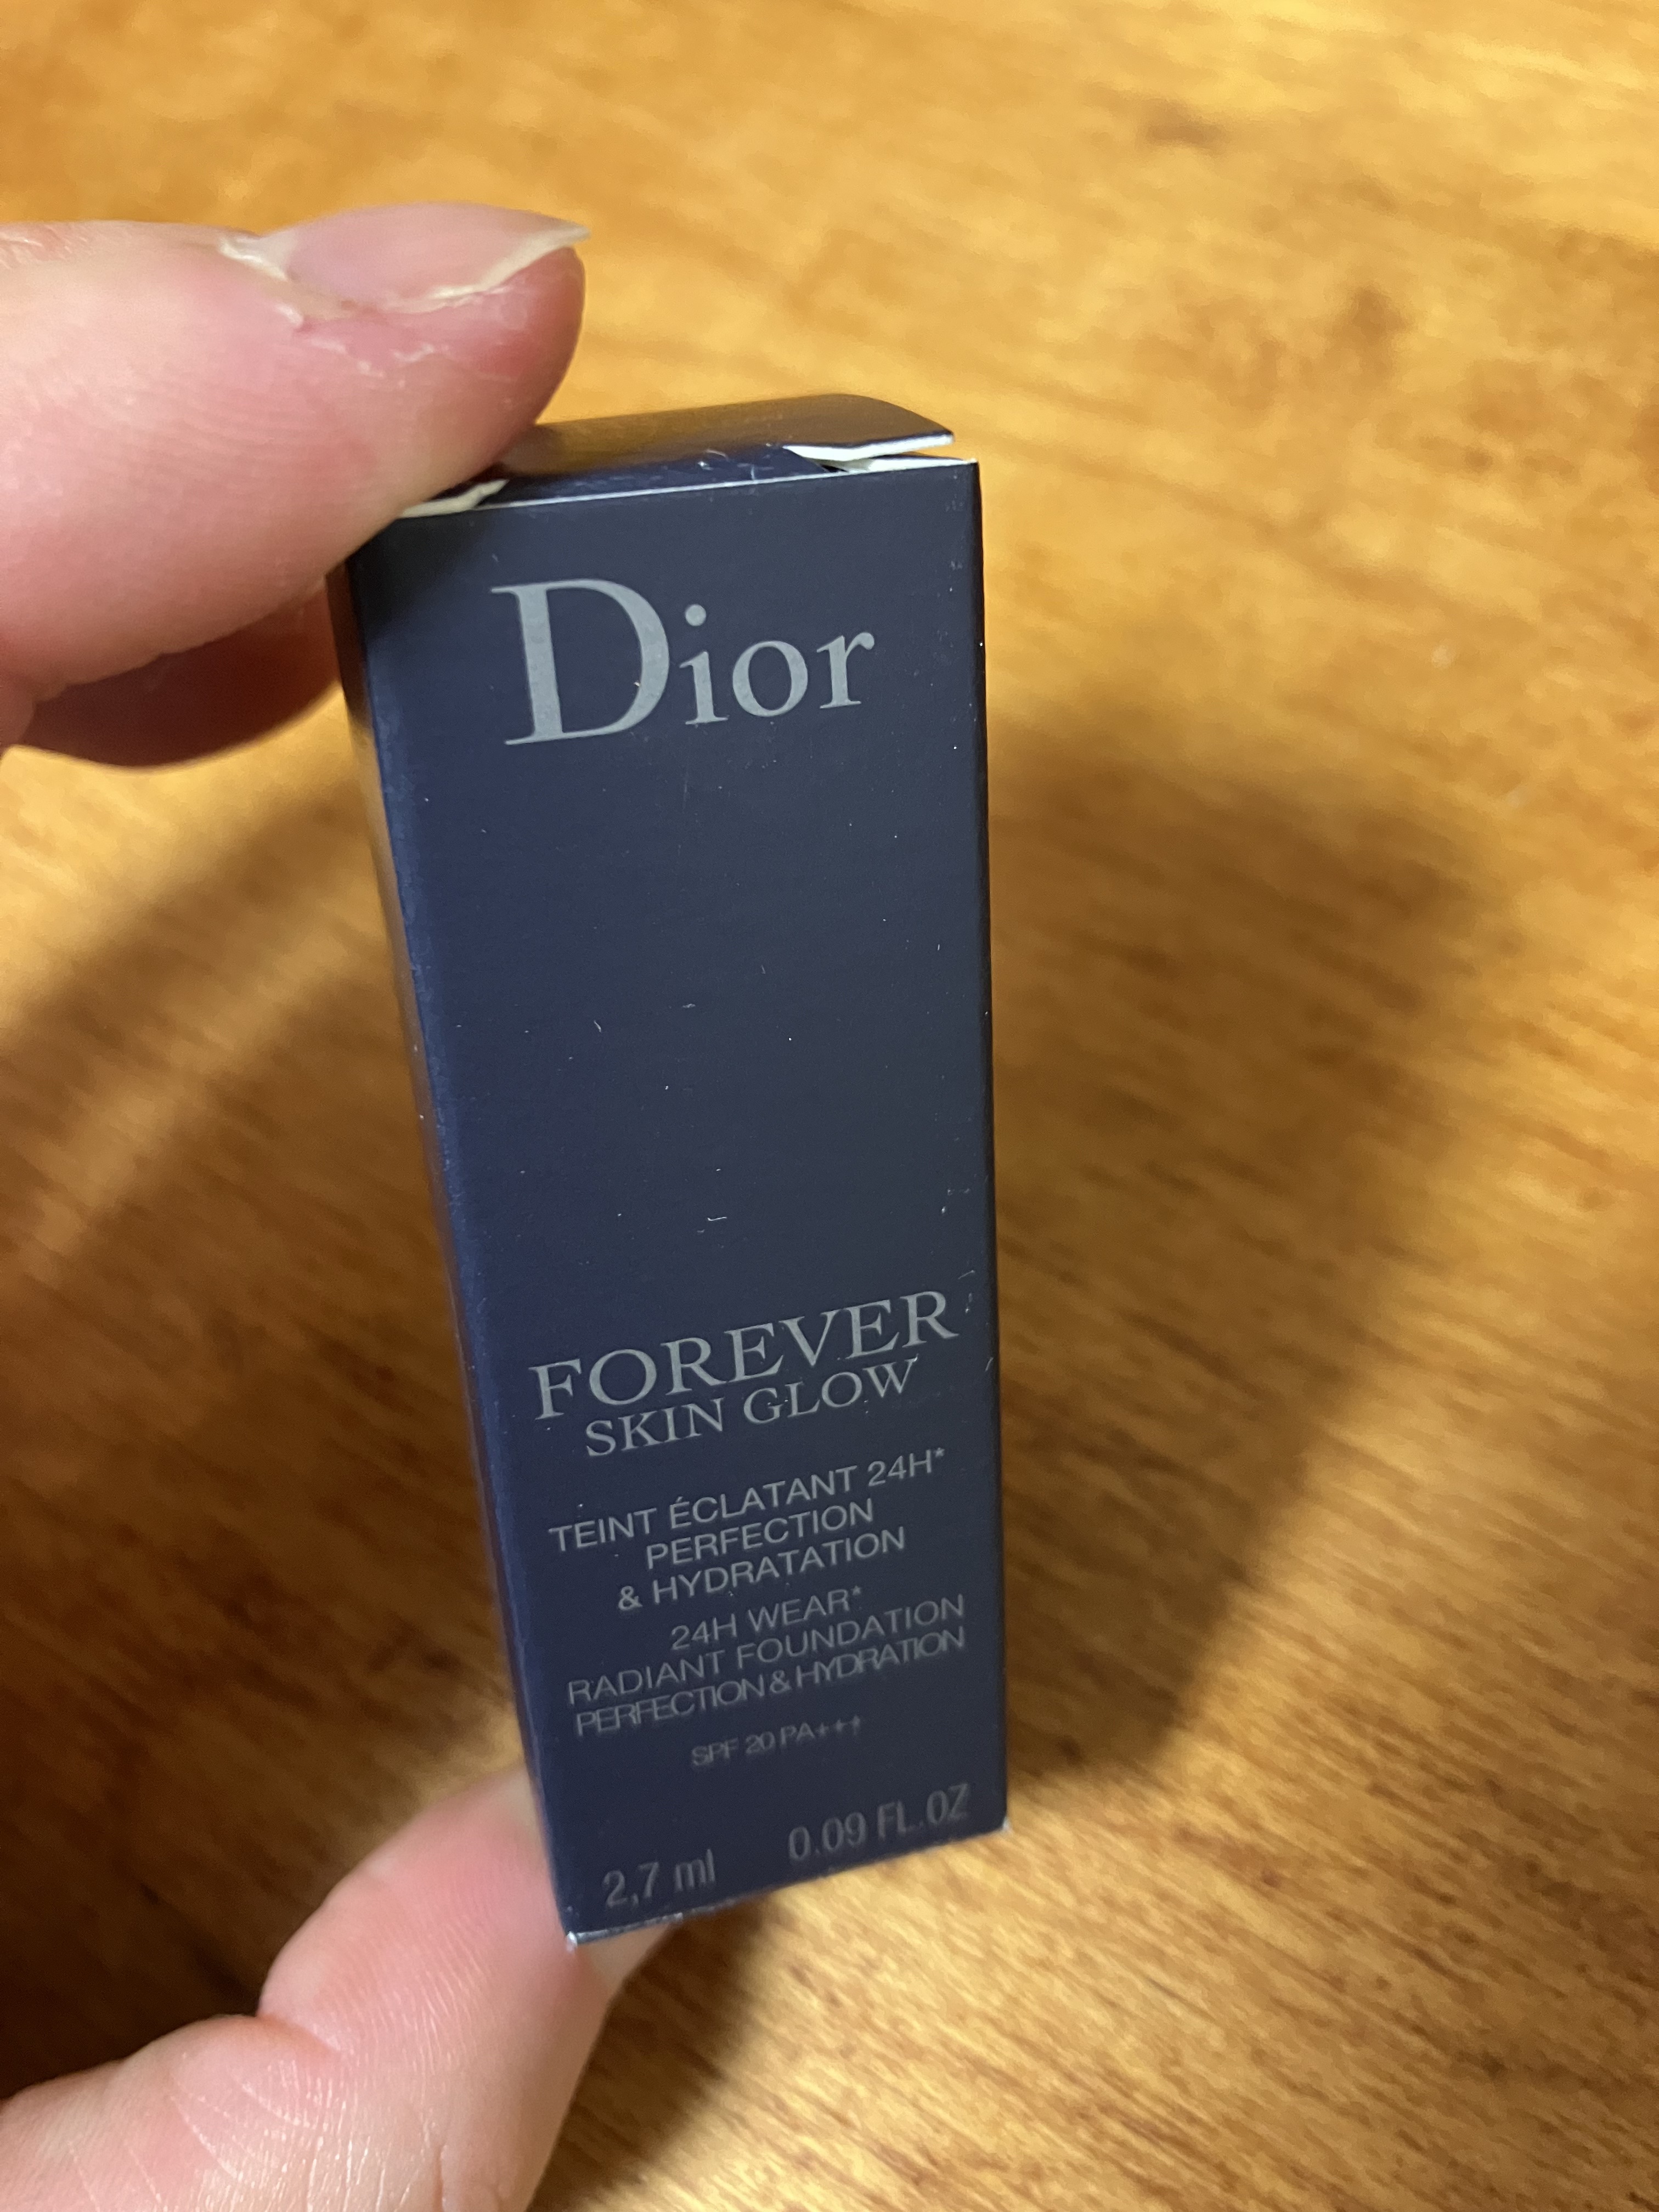 Dior
FOREVER
SKIN GLOW
TEINT ÉCLATANT 24H*
PERFECTION
& HYDRATATION
24H WEAR*
RADIANT FOUNDATION
PERFECTION & HYDRATION
SPF 20 PA+++
2,7 ml 0.09 FL.OZ